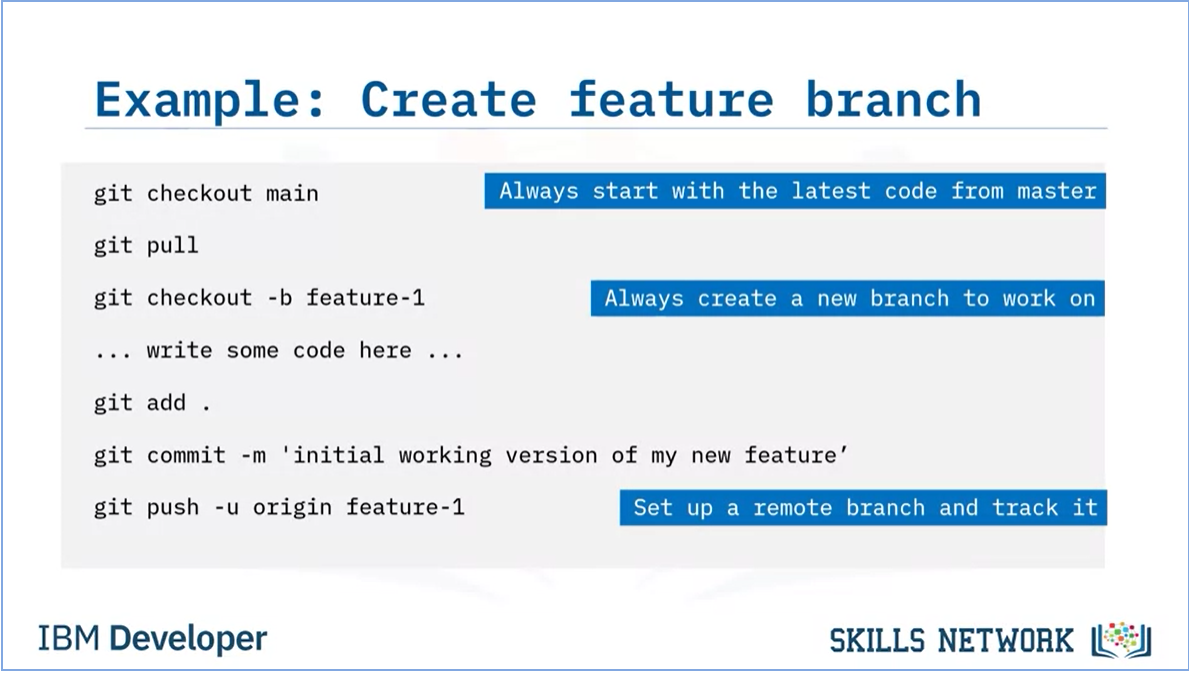 Example: Create feature branch
git checkout main
Always start with the latest code from master
git pull
git checkout -b feature-1
Always create a new branch to work on
... write some code here ...
git add .
git commit -m 'initial working version of my new feature’
git push -u origin feature-1
Set up a remote branch and track it
IBM Developer
SKILLS NETWORK